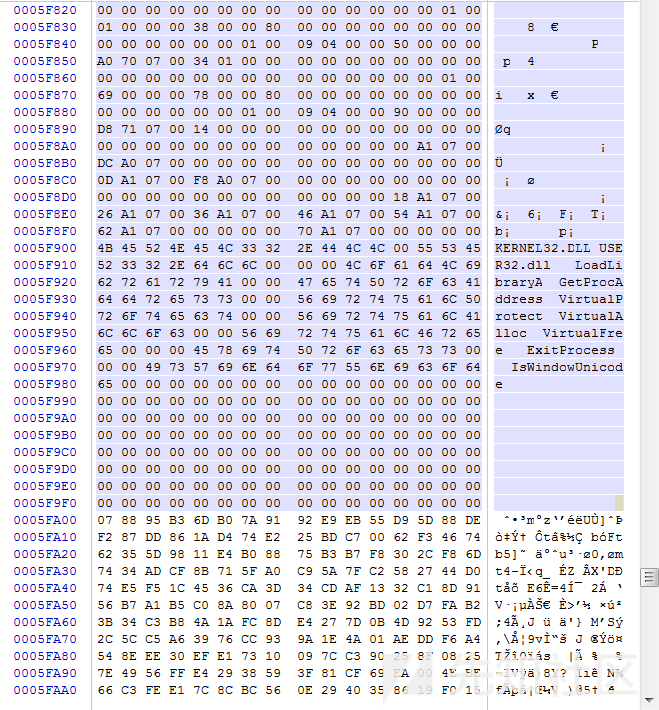 0005F820 00 00 00 00 00 00 00 00 00 00 00 00 00 00 01 00
0005F830 01 00 00 00 38 00 00 80 00 00 00 00 00 00 00 00 8 €
0005F840 00 00 00 00 00 00 01 00 09 04 00 00 50 00 00 00 P
0005F850 A0 70 07 00 34 01 00 00 00 00 00 00 00 00 00 00 p 4
0005F860 00 00 00 00 00 00 00 00 00 00 00 00 00 00 01 00
0005F870 69 00 00 00 78 00 00 80 00 00 00 00 00 00 00 00 i x €
0005F880 00 00 00 00 00 00 01 00 09 04 00 00 90 00 00 00
0005F890 D8 71 07 00 14 00 00 00 00 00 00 00 00 00 00 00 Øq
0005F8A0 00 00 00 00 00 00 00 00 00 00 00 00 00 A1 07 00 ¡
0005F8B0 DC A0 07 00 00 00 00 00 00 00 00 00 00 00 00 00 Ü
0005F8C0 0D A1 07 00 F8 A0 07 00 00 00 00 00 00 00 00 00 ¡ ø
0005F8D0 00 00 00 00 00 00 00 00 00 00 00 00 18 A1 07 00 ¡
0005F8E0 26 A1 07 00 36 A1 07 00 46 A1 07 00 54 A1 07 00 &¡ 6¡ F¡ T¡
0005F8F0 62 A1 07 00 00 00 00 00 70 A1 07 00 00 00 00 00 b¡ p¡
0005F900 4B 45 52 4E 45 4C 33 32 2E 44 4C 4C 00 55 53 45 KERNEL32.DLL USE
0005F910 52 33 32 2E 64 6C 6C 00 00 00 4C 6F 61 64 4C 69 R32.dll LoadLi
0005F920 62 72 61 72 79 41 00 00 47 65 74 50 72 6F 63 41 braryA GetProcA
0005F930 64 64 72 65 73 73 00 00 56 69 72 74 75 61 6C 50 ddress VirtualP
0005F940 72 6F 74 65 63 74 00 00 56 69 72 74 75 61 6C 41 rotect VirtualA
0005F950 6C 6C 6F 63 00 00 56 69 72 74 75 61 6C 46 72 65 lloc VirtualFre
0005F960 65 00 00 00 45 78 69 74 50 72 6F 63 65 73 73 00 e ExitProcess
0005F970 00 00 49 73 57 69 6E 64 6F 77 55 6E 69 63 6F 64 IsWindowUnicod
0005F980 65 00 00 00 00 00 00 00 00 00 00 00 00 00 00 00 e
0005F990 00 00 00 00 00 00 00 00 00 00 00 00 00 00 00 00
0005F9A0 00 00 00 00 00 00 00 00 00 00 00 00 00 00 00 00
0005F9B0 00 00 00 00 00 00 00 00 00 00 00 00 00 00 00 00
0005F9C0 00 00 00 00 00 00 00 00 00 00 00 00 00 00 00 00
0005F9D0 00 00 00 00 00 00 00 00 00 00 00 00 00 00 00 00
0005F9E0 00 00 00 00 00 00 00 00 00 00 00 00 00 00 00 00
0005F9F0 00 00 00 00 00 00 00 00 00 00 00 00 00 00 00 00
0005FA00 07 88 95 B3 6D B0 7A 91 92 E9 EB 55 D9 5D 88 DE ˆ•³m°z‘’éëUÙ]ˆÞ
0005FA10 F2 87 DD 86 1A D4 74 E2 25 BD C7 00 62 F3 46 74 ò‡Ý† Ôtâ%½Ç bóFt
0005FA20 62 35 5D 98 11 E4 B0 88 75 B3 B7 F8 30 2C F8 6D b5]˜ ä°ˆu³·ø0,øm
0005FA30 74 34 AD CF 8B 71 5F A0 C9 5A 7F C2 58 27 44 D0 t4-Ï‹q_ ÉZ ÂX'DÐ
0005FA40 74 E5 F5 1C 45 36 CA 3D 34 CD AF 13 32 C1 8D 91 tåõ E6Ê=4Í¯ 2Á ‘
0005FA50 56 B7 A1 B5 C0 8A 80 07 C8 3E 92 BD 02 D7 FA B2 V·¡µÀŠ€ È>’½ ×ú²
0005FA60 3B 34 C3 B8 4A 1A FC 8D E4 27 7D 0B 4D 92 53 FD ;4Ã¸J ü ä'} M’Sý
0005FA70 2C 5C C5 A6 39 76 CC 93 9A 1E 4A 01 AE DD F6 A4 ,\Å¦9vÌ“š J ®Ýö¤
0005FA80 54 8E EE 30 EF E1 73 10 09 7C C3 90 25 8F 08 25 TŽî0ïás |Ã % %
0005FA90 7E 49 56 FF E4 29 38 59 3F 81 CF 69 EA 00 4E BE ~IVÿä)8Y? Ïiê N¾
0005FAA0 66 C3 FE E1 7C 8C BC 56 0E 29 40 35 86 19 F0 15 fÃþá|Œ¼V )@5† ð
先知社区